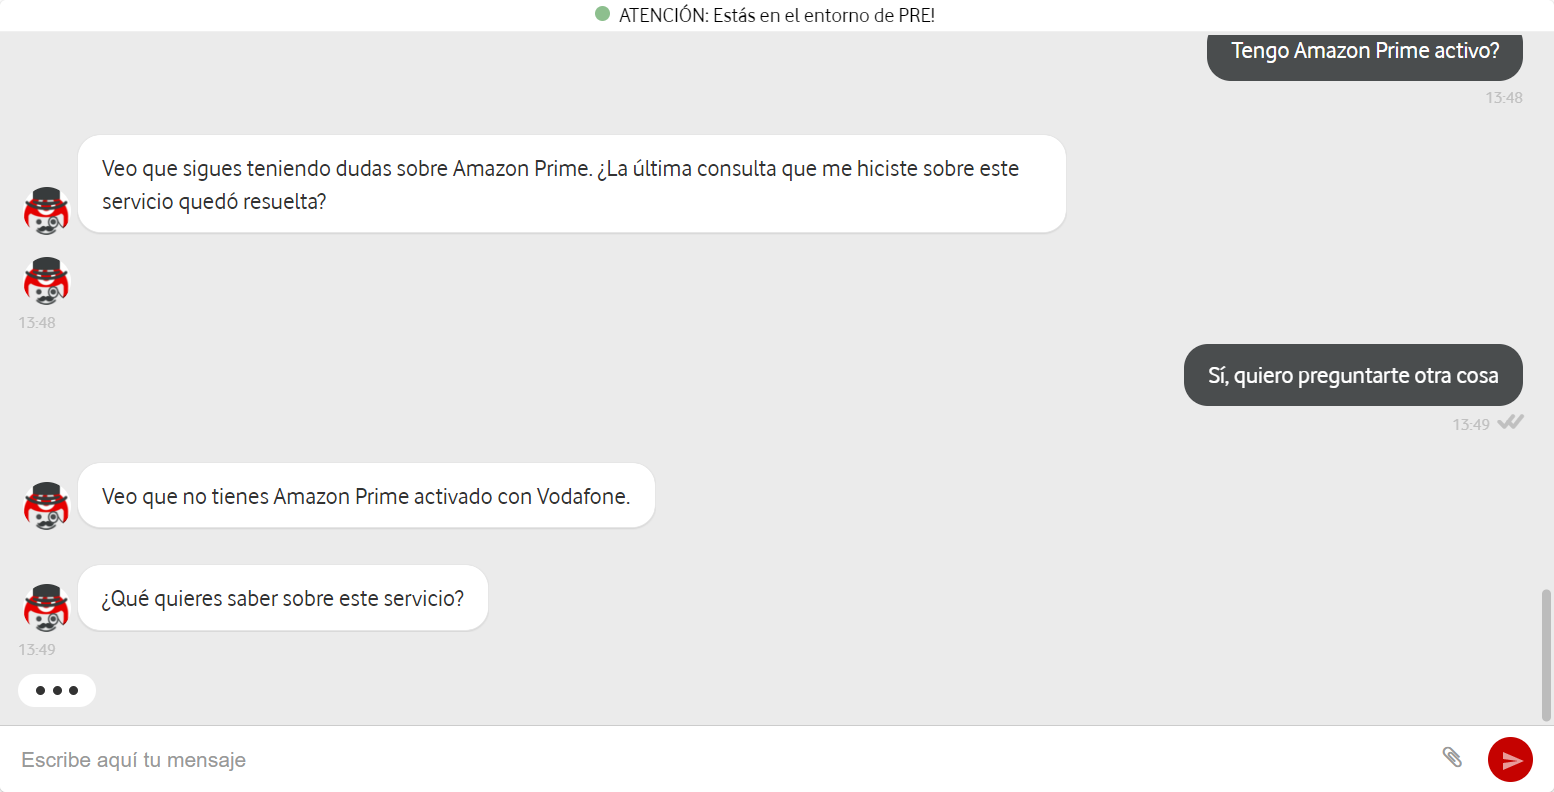 ATENCIÓN: Estás en el entorno de PRE!
Tengo Amazon Prime activo?
13:48
Veo que sigues teniendo dudas sobre Amazon Prime. ¿La última consulta que me hiciste sobre este
servicio quedó resuelta?
13:48
Sí, quiero preguntarte otra cosa
13:49
Veo que no tienes Amazon Prime activado con Vodafone.
¿Qué quieres saber sobre este servicio?
13:49
Escribe aquí tu mensaje